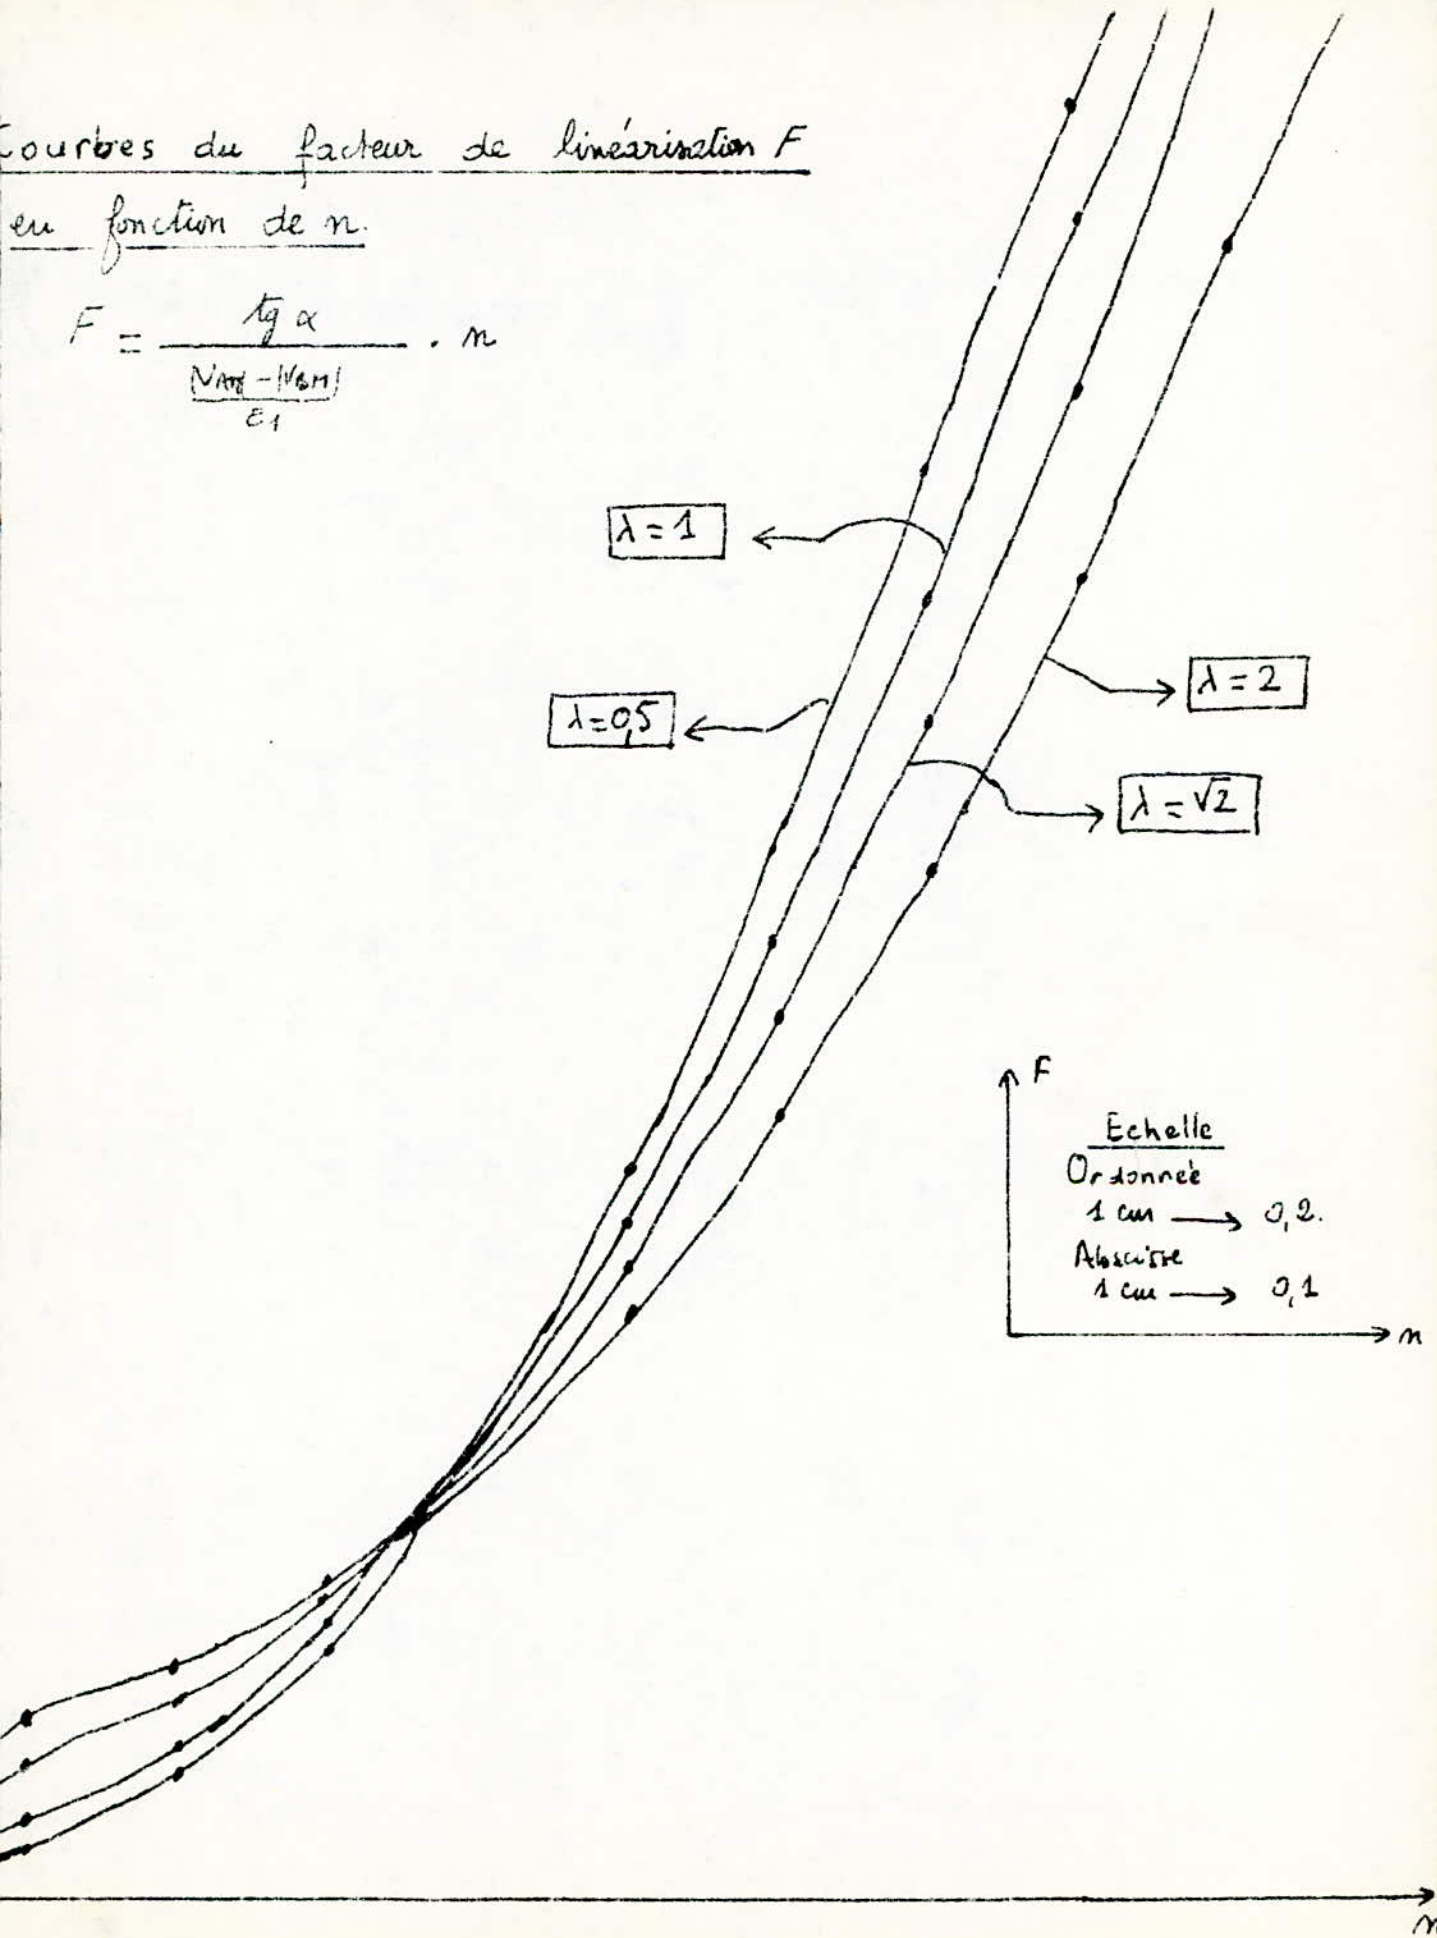 Courbes du facteur de linéarisation F
en fonction de n.
F = tg α / ((|VAM| - |VBM|) / ε1) . n
λ = 1
λ = 2
λ = 0,5
λ = √2
F
Echelle
Ordonnée
1 cm → 0,2.
Abscisse
1 cm → 0,1
n
n